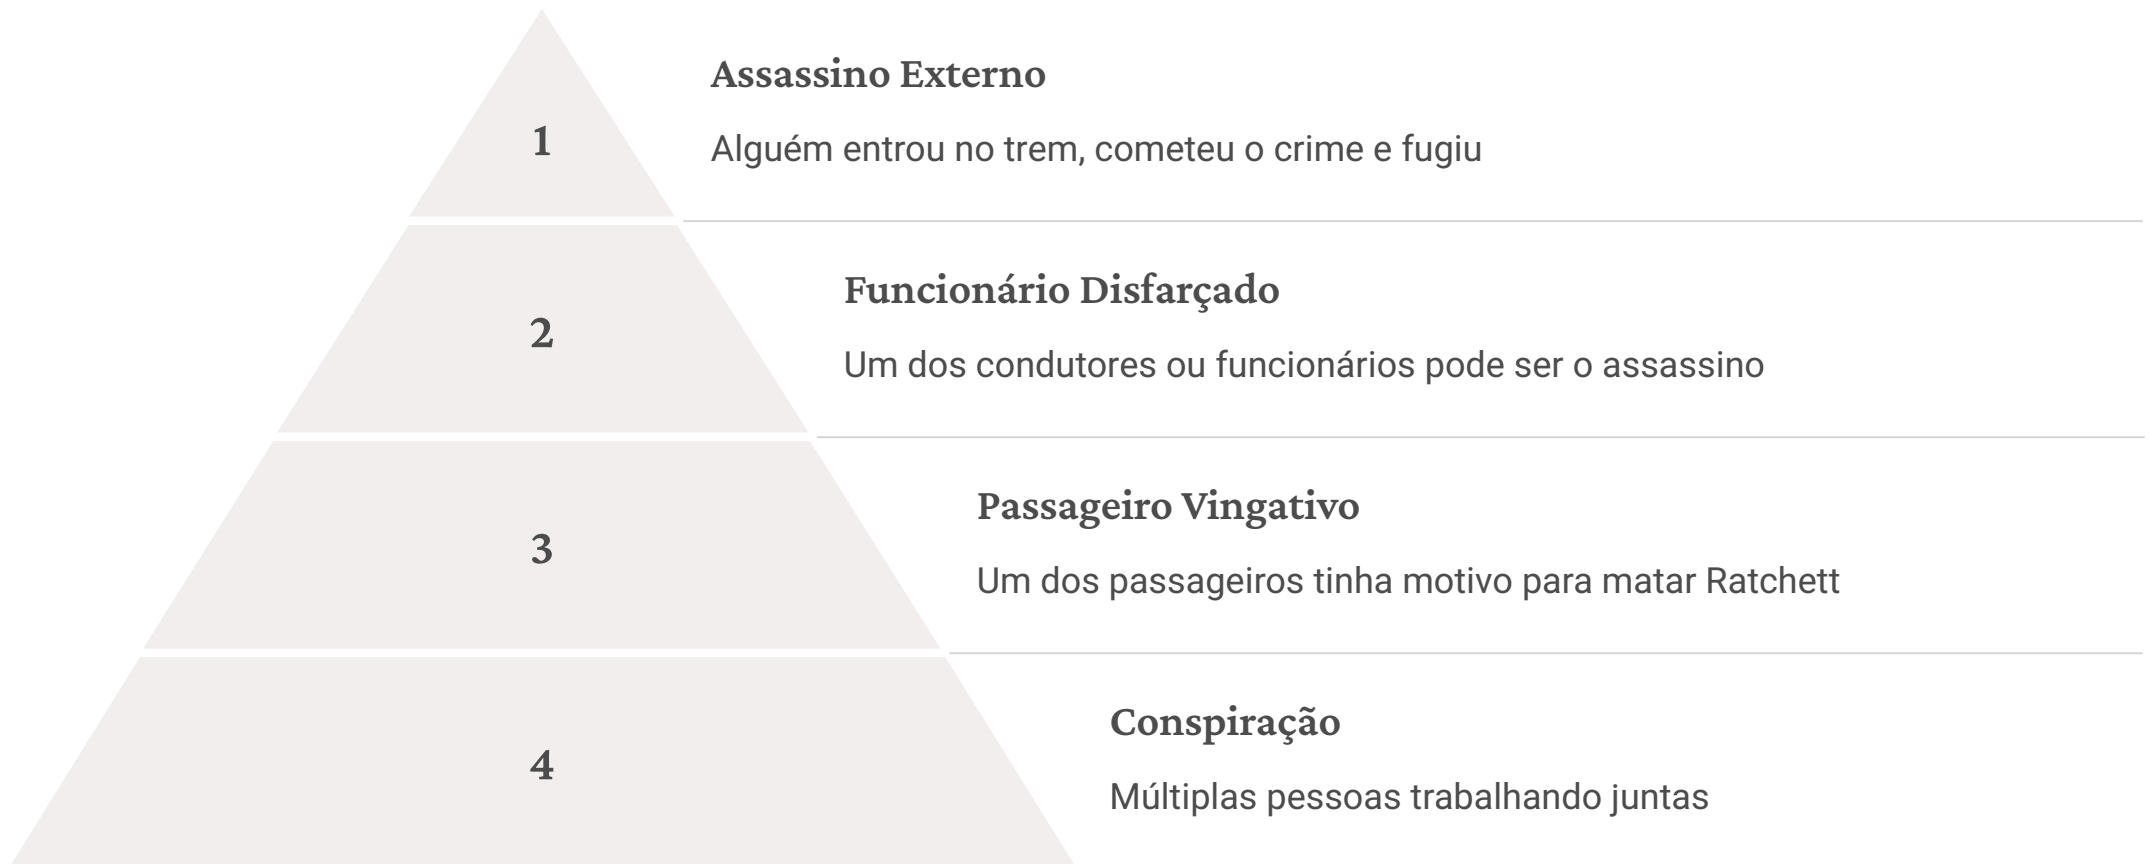 1
Assassino Externo
Alguém entrou no trem, cometeu o crime e fugiu
2
Funcionário Disfarçado
Um dos condutores ou funcionários pode ser o assassino
3
Passageiro Vingativo
Um dos passageiros tinha motivo para matar Ratchett
4
Conspiração
Múltiplas pessoas trabalhando juntas